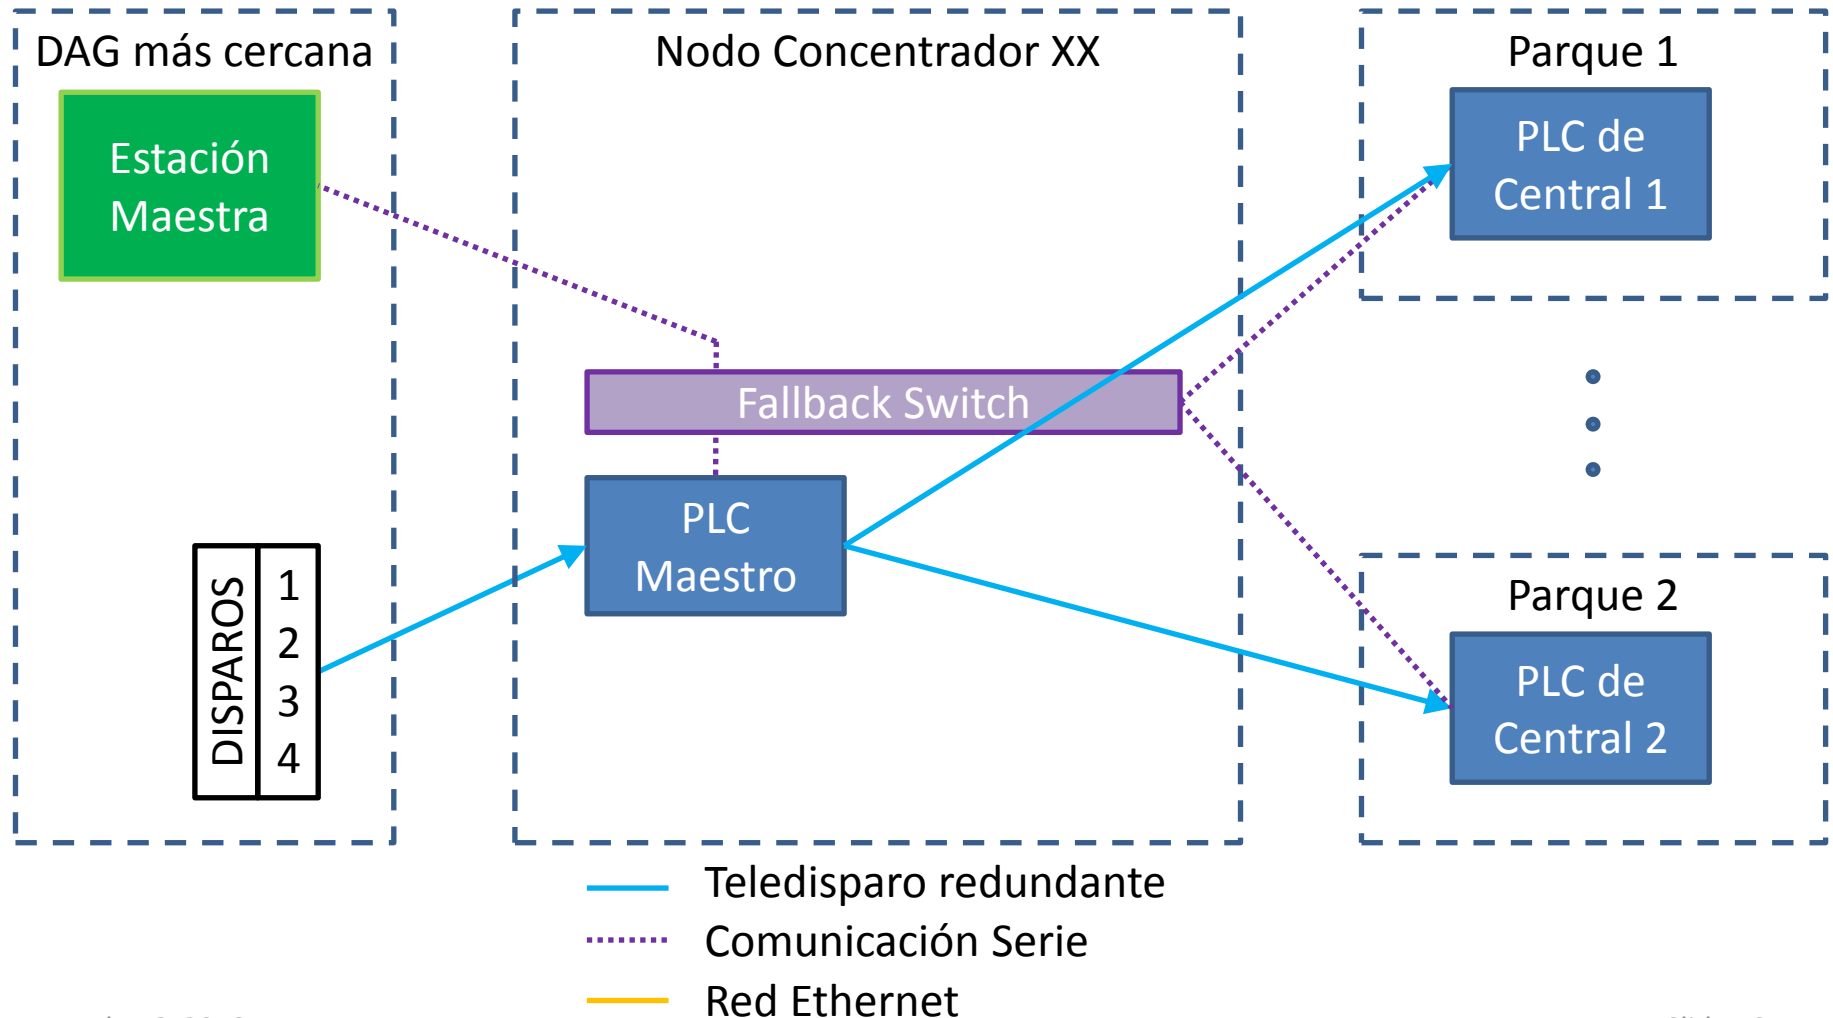 DAG más cercana
Nodo Concentrador XX
Parque 1
Estación
Maestra
PLC de
Central 1
Fallback Switch
PLC
Maestro
DISPAROS
1
2
3
4
Parque 2
PLC de
Central 2
Teledisparo redundante
Comunicación Serie
Red Ethernet